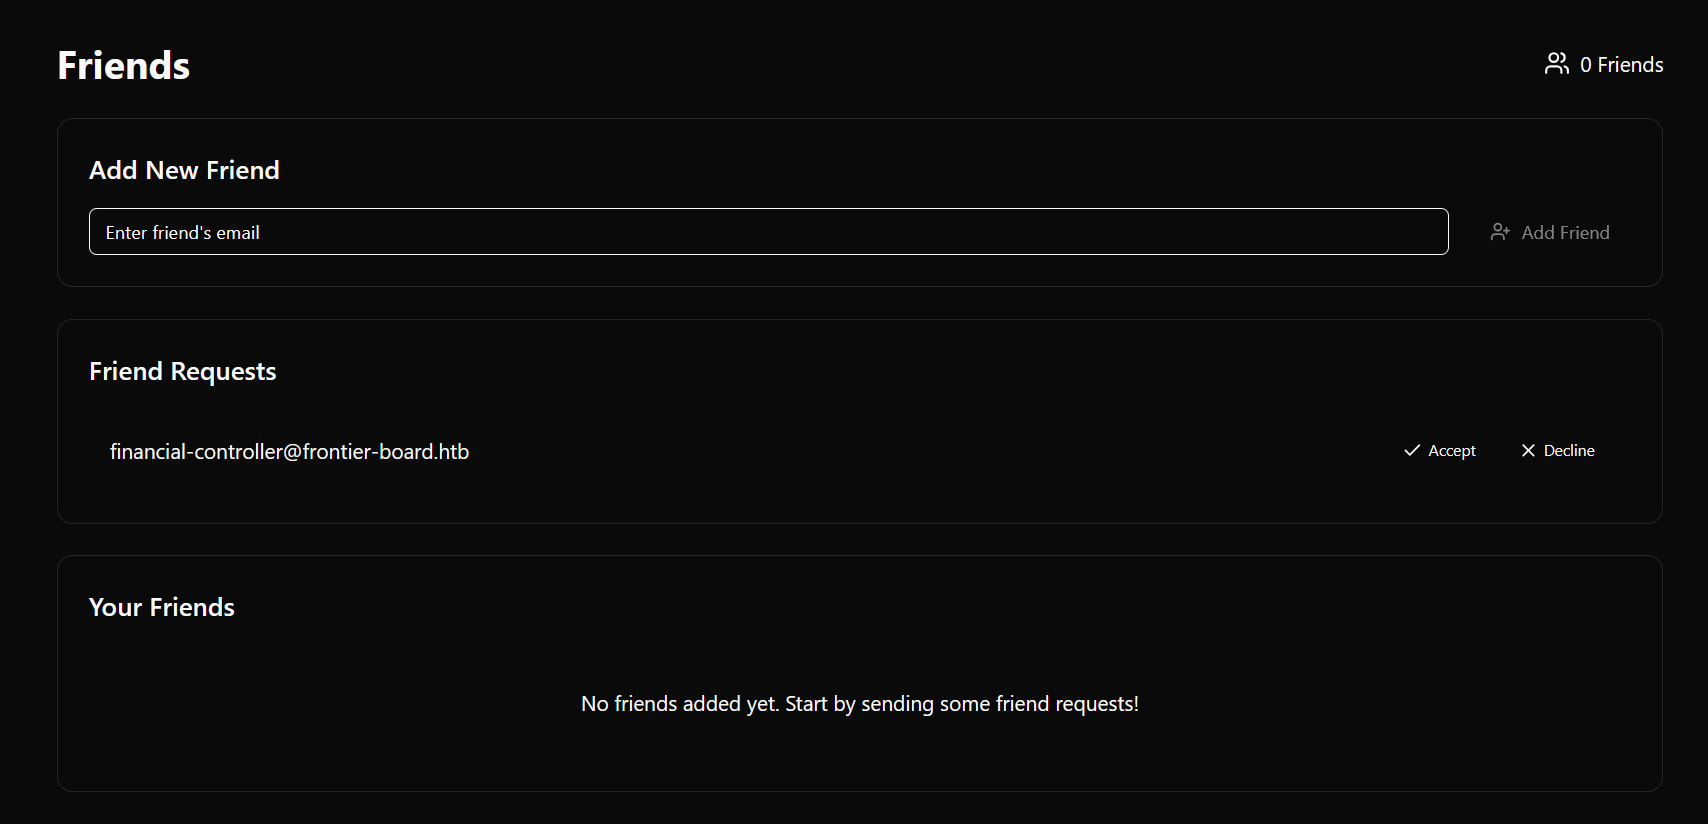 Friends
0 Friends
Add New Friend
Enter friend's email
Add Friend
Friend Requests
financial-controller@frontier-board.htb
Accept
Decline
Your Friends
No friends added yet. Start by sending some friend requests!